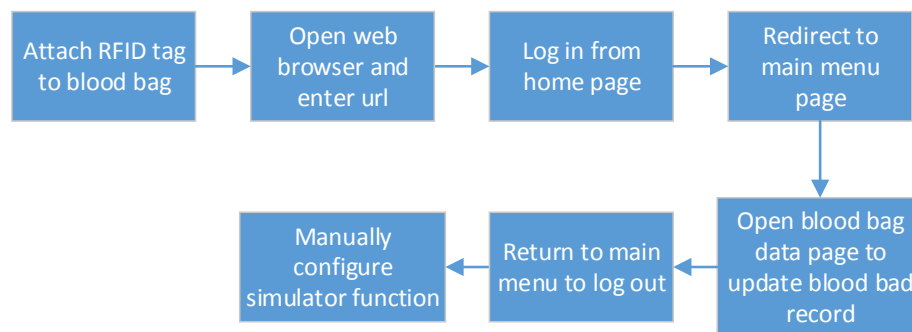 Attach RFID tag
to blood bag
Open web
browser and
enter url
Log in from
home page
Redirect to
main menu
page
Open blood bag
data page to
update blood bad
record
Return to main
menu to log out
Manually
configure
simulator function